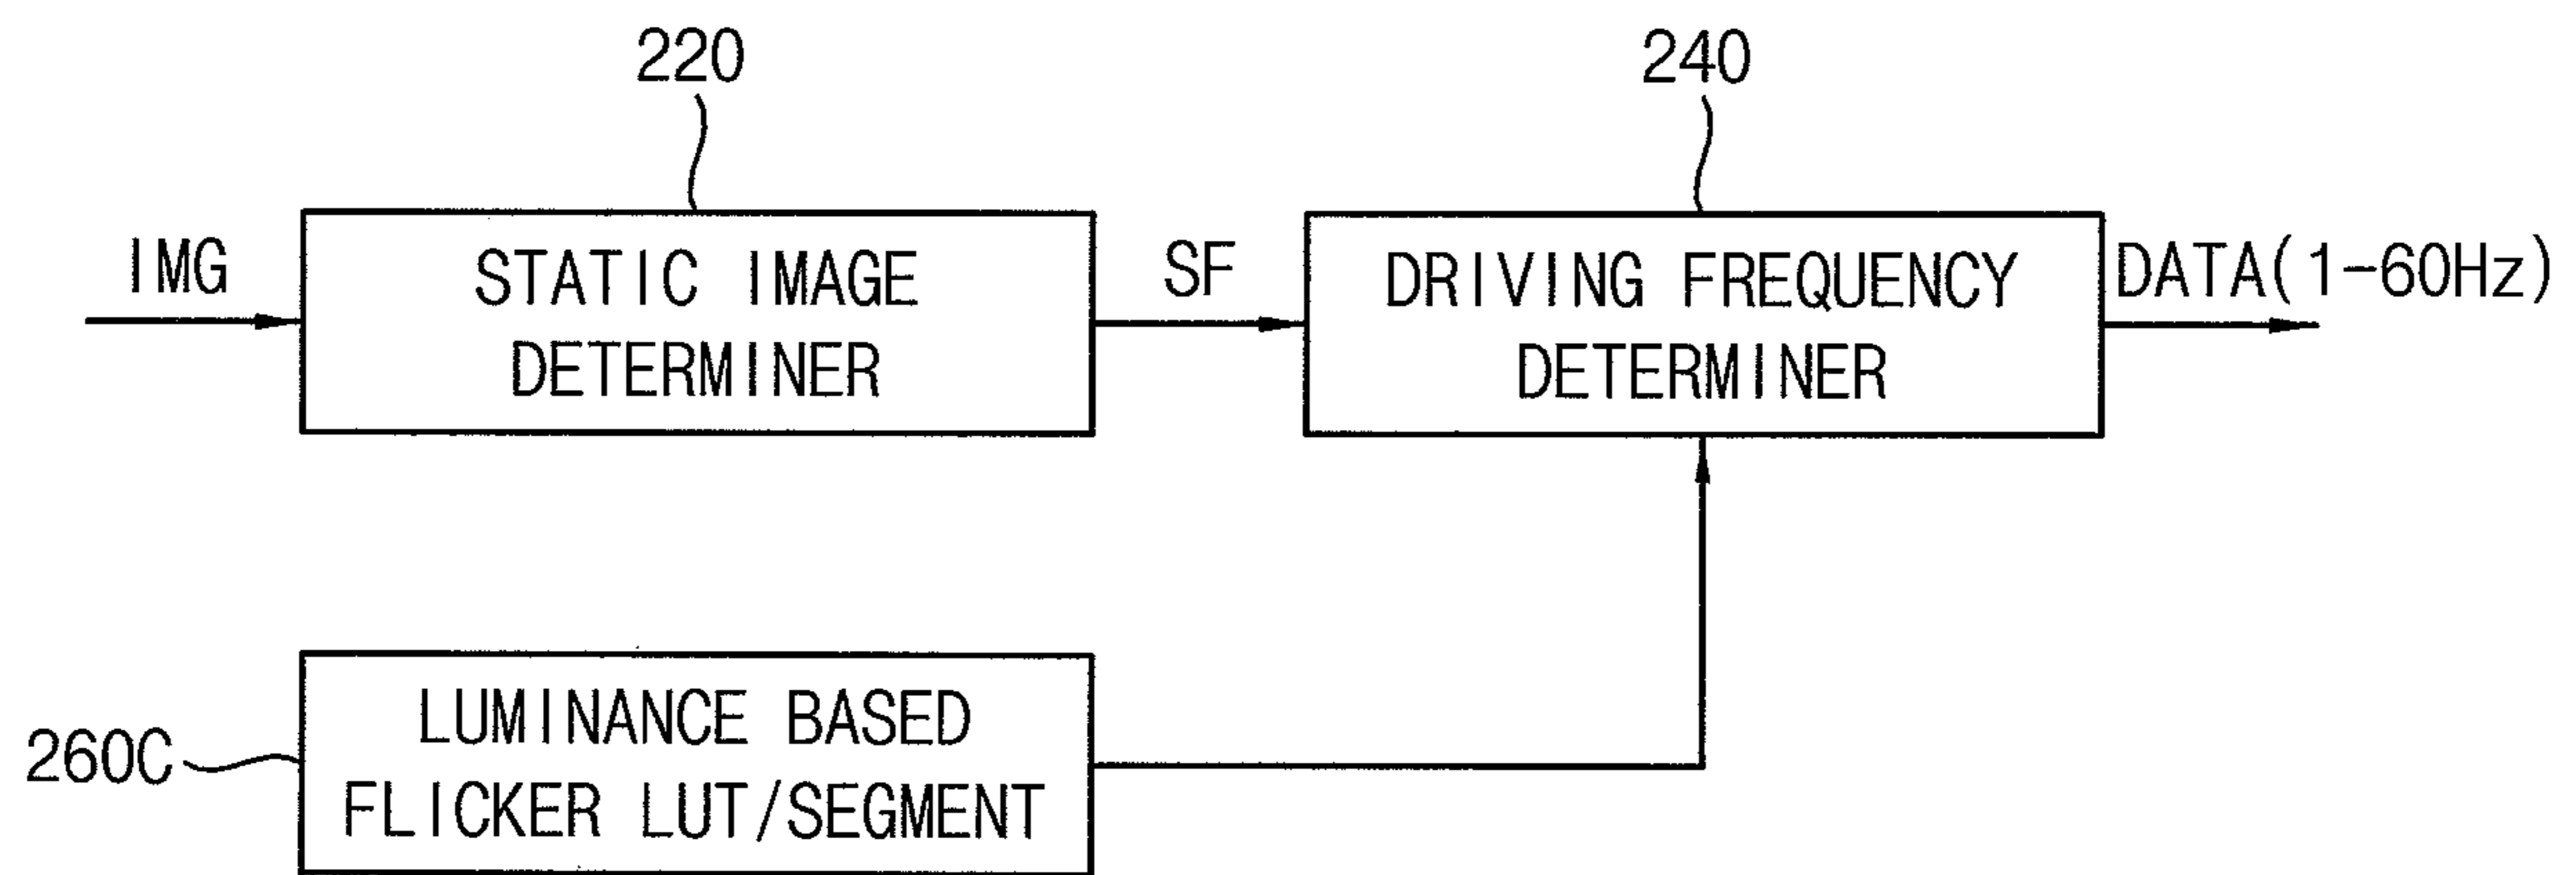 220
240
IMG
STATIC IMAGE
DETERMINER
SF
DRIVING FREQUENCY
DETERMINER
DATA(1-60Hz)
260C
LUMINANCE BASED
FLICKER LUT/SEGMENT